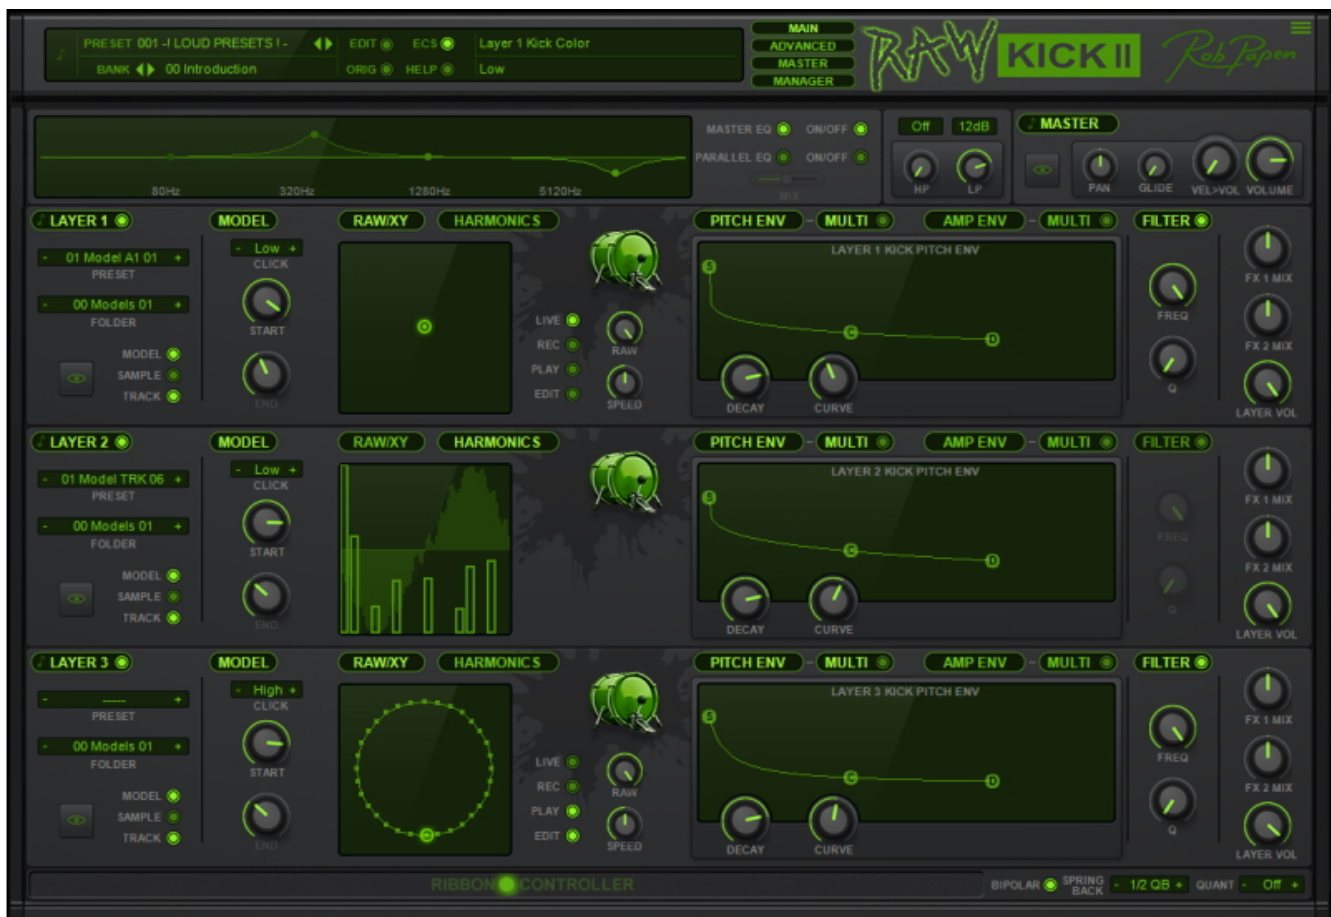 PRESET 001 -! LOUD PRESETS ! - EDIT ECS Layer 1 Kick Color
BANK 00 Introduction ORIG HELP Low
MAIN
ADVANCED
MASTER
MANAGER
RAW KICK II Rob Papen
MASTER EQ ON/OFF
PARALLEL EQ ON/OFF
MIX
80Hz 320Hz 1280Hz 5120Hz
Off 12dB
HP LP
MASTER
PAN GLIDE VEL>VOL VOLUME
LAYER 1 MODEL RAW/XY HARMONICS PITCH ENV - MULTI AMP ENV - MULTI FILTER
- 01 Model A1 01 +
PRESET
- 00 Models 01 +
FOLDER
MODEL
SAMPLE
TRACK
- Low +
CLICK
START
END
LIVE
REC
PLAY
EDIT
RAW
SPEED
LAYER 1 KICK PITCH ENV
S C D
DECAY CURVE
FREQ
Q
FX 1 MIX
FX 2 MIX
LAYER VOL
LAYER 2 MODEL RAW/XY HARMONICS PITCH ENV - MULTI AMP ENV - MULTI FILTER
- 01 Model TRK 06 +
PRESET
- 00 Models 01 +
FOLDER
MODEL
SAMPLE
TRACK
- Low +
CLICK
START
END
LAYER 2 KICK PITCH ENV
S C D
DECAY CURVE
FREQ
Q
FX 1 MIX
FX 2 MIX
LAYER VOL
LAYER 3 MODEL RAW/XY HARMONICS PITCH ENV - MULTI AMP ENV - MULTI FILTER
- ----- +
PRESET
- 00 Models 01 +
FOLDER
MODEL
SAMPLE
TRACK
- High +
CLICK
START
END
LIVE
REC
PLAY
EDIT
RAW
SPEED
LAYER 3 KICK PITCH ENV
S C D
DECAY CURVE
FREQ
Q
FX 1 MIX
FX 2 MIX
LAYER VOL
RIBBON CONTROLLER
BIPOLAR SPRING BACK - 1/2 QB + QUANT - Off +